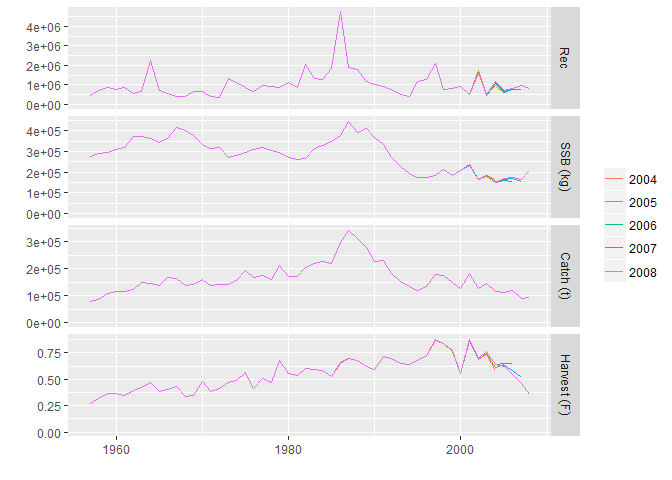 4e+06
3e+06
2e+06
1e+06
0e+00
Rec
4e+05
3e+05
2e+05
1e+05
0e+00
SSB (kg)
3e+05
2e+05
1e+05
0e+00
Catch (t)
0.75
0.50
0.25
0.00
Harvest (F)
1960
1980
2000
2004
2005
2006
2007
2008